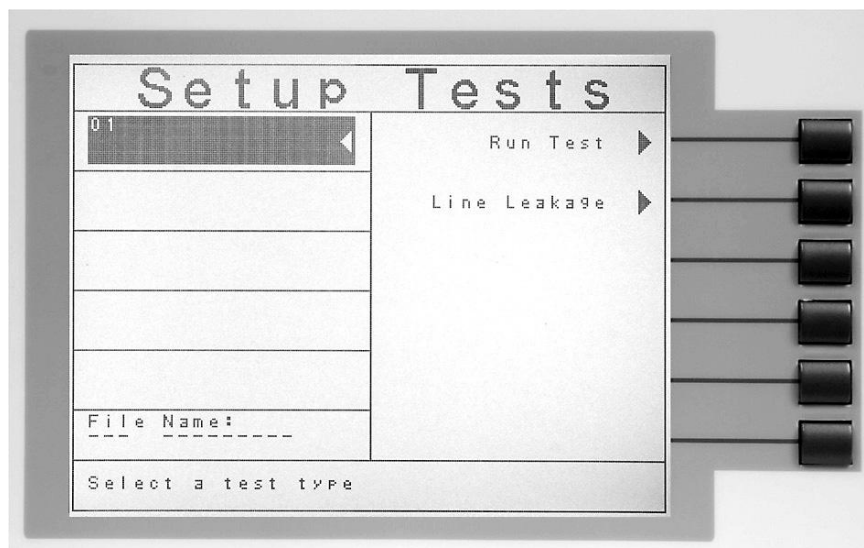 Setup Tests
01
Run Test
Line Leakage
File Name:
Select a test type